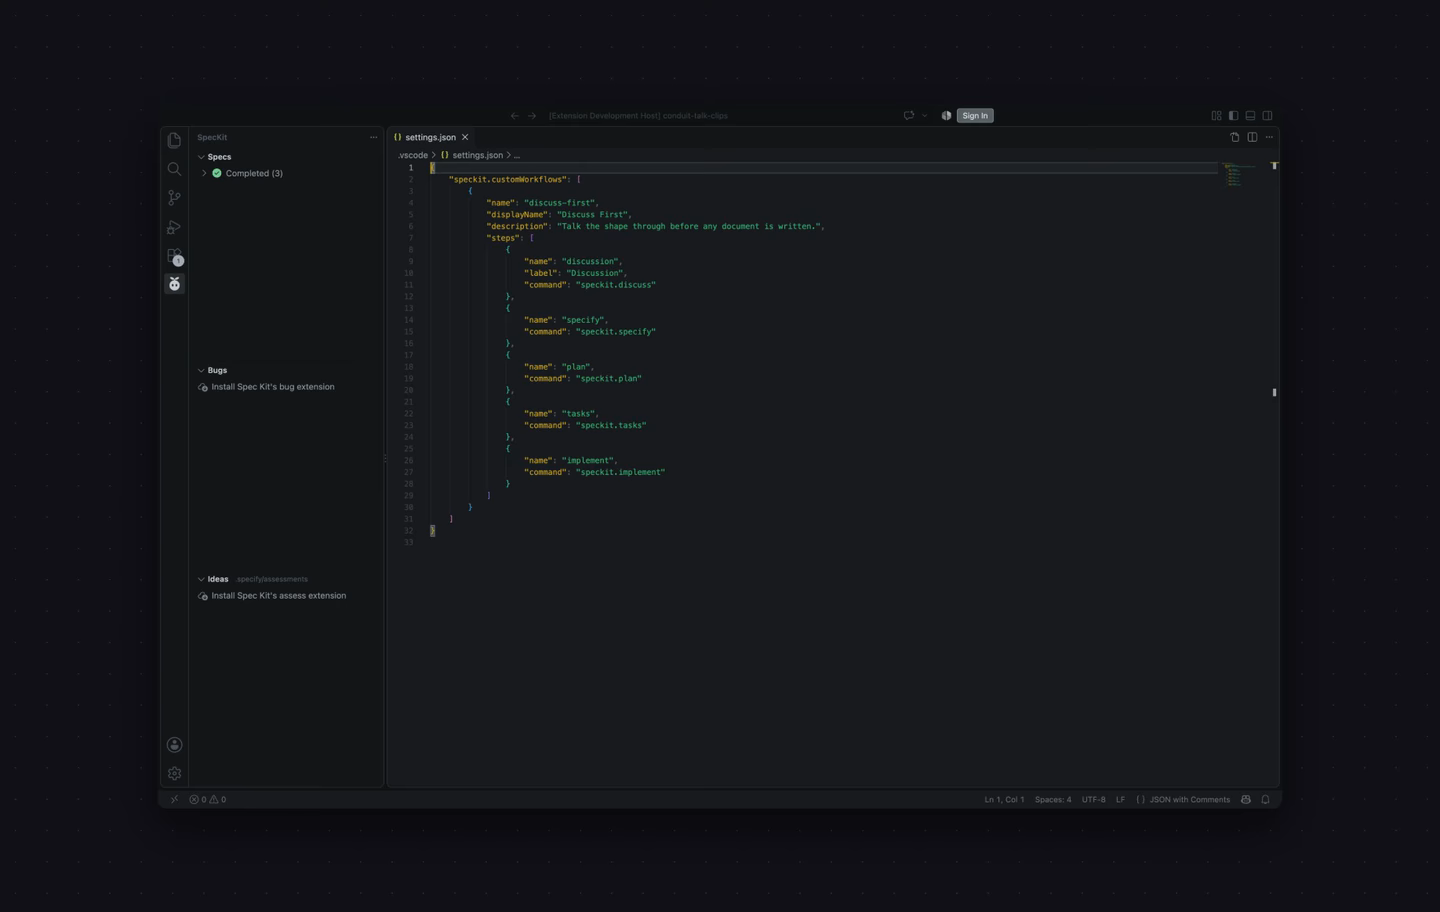 [Extension Development Host] conduit-talk-clips
Sign In
SpecKit
Specs
Completed (3)
1
Bugs
Install Spec Kit's bug extension
Ideas .specify/assessments
Install Spec Kit's assess extension
{} settings.json
.vscode > {} settings.json > ...
1 {
2 "speckit.customWorkflows": [
3 {
4 "name": "discuss-first",
5 "displayName": "Discuss First",
6 "description": "Talk the shape through before any document is written.",
7 "steps": [
8 {
9 "name": "discussion",
10 "label": "Discussion",
11 "command": "speckit.discuss"
12 },
13 {
14 "name": "specify",
15 "command": "speckit.specify"
16 },
17 {
18 "name": "plan",
19 "command": "speckit.plan"
20 },
21 {
22 "name": "tasks",
23 "command": "speckit.tasks"
24 },
25 {
26 "name": "implement",
27 "command": "speckit.implement"
28 }
29 ]
30 }
31 ]
32 }
33
0 0
Ln 1, Col 1 Spaces: 4 UTF-8 LF {} JSON with Comments